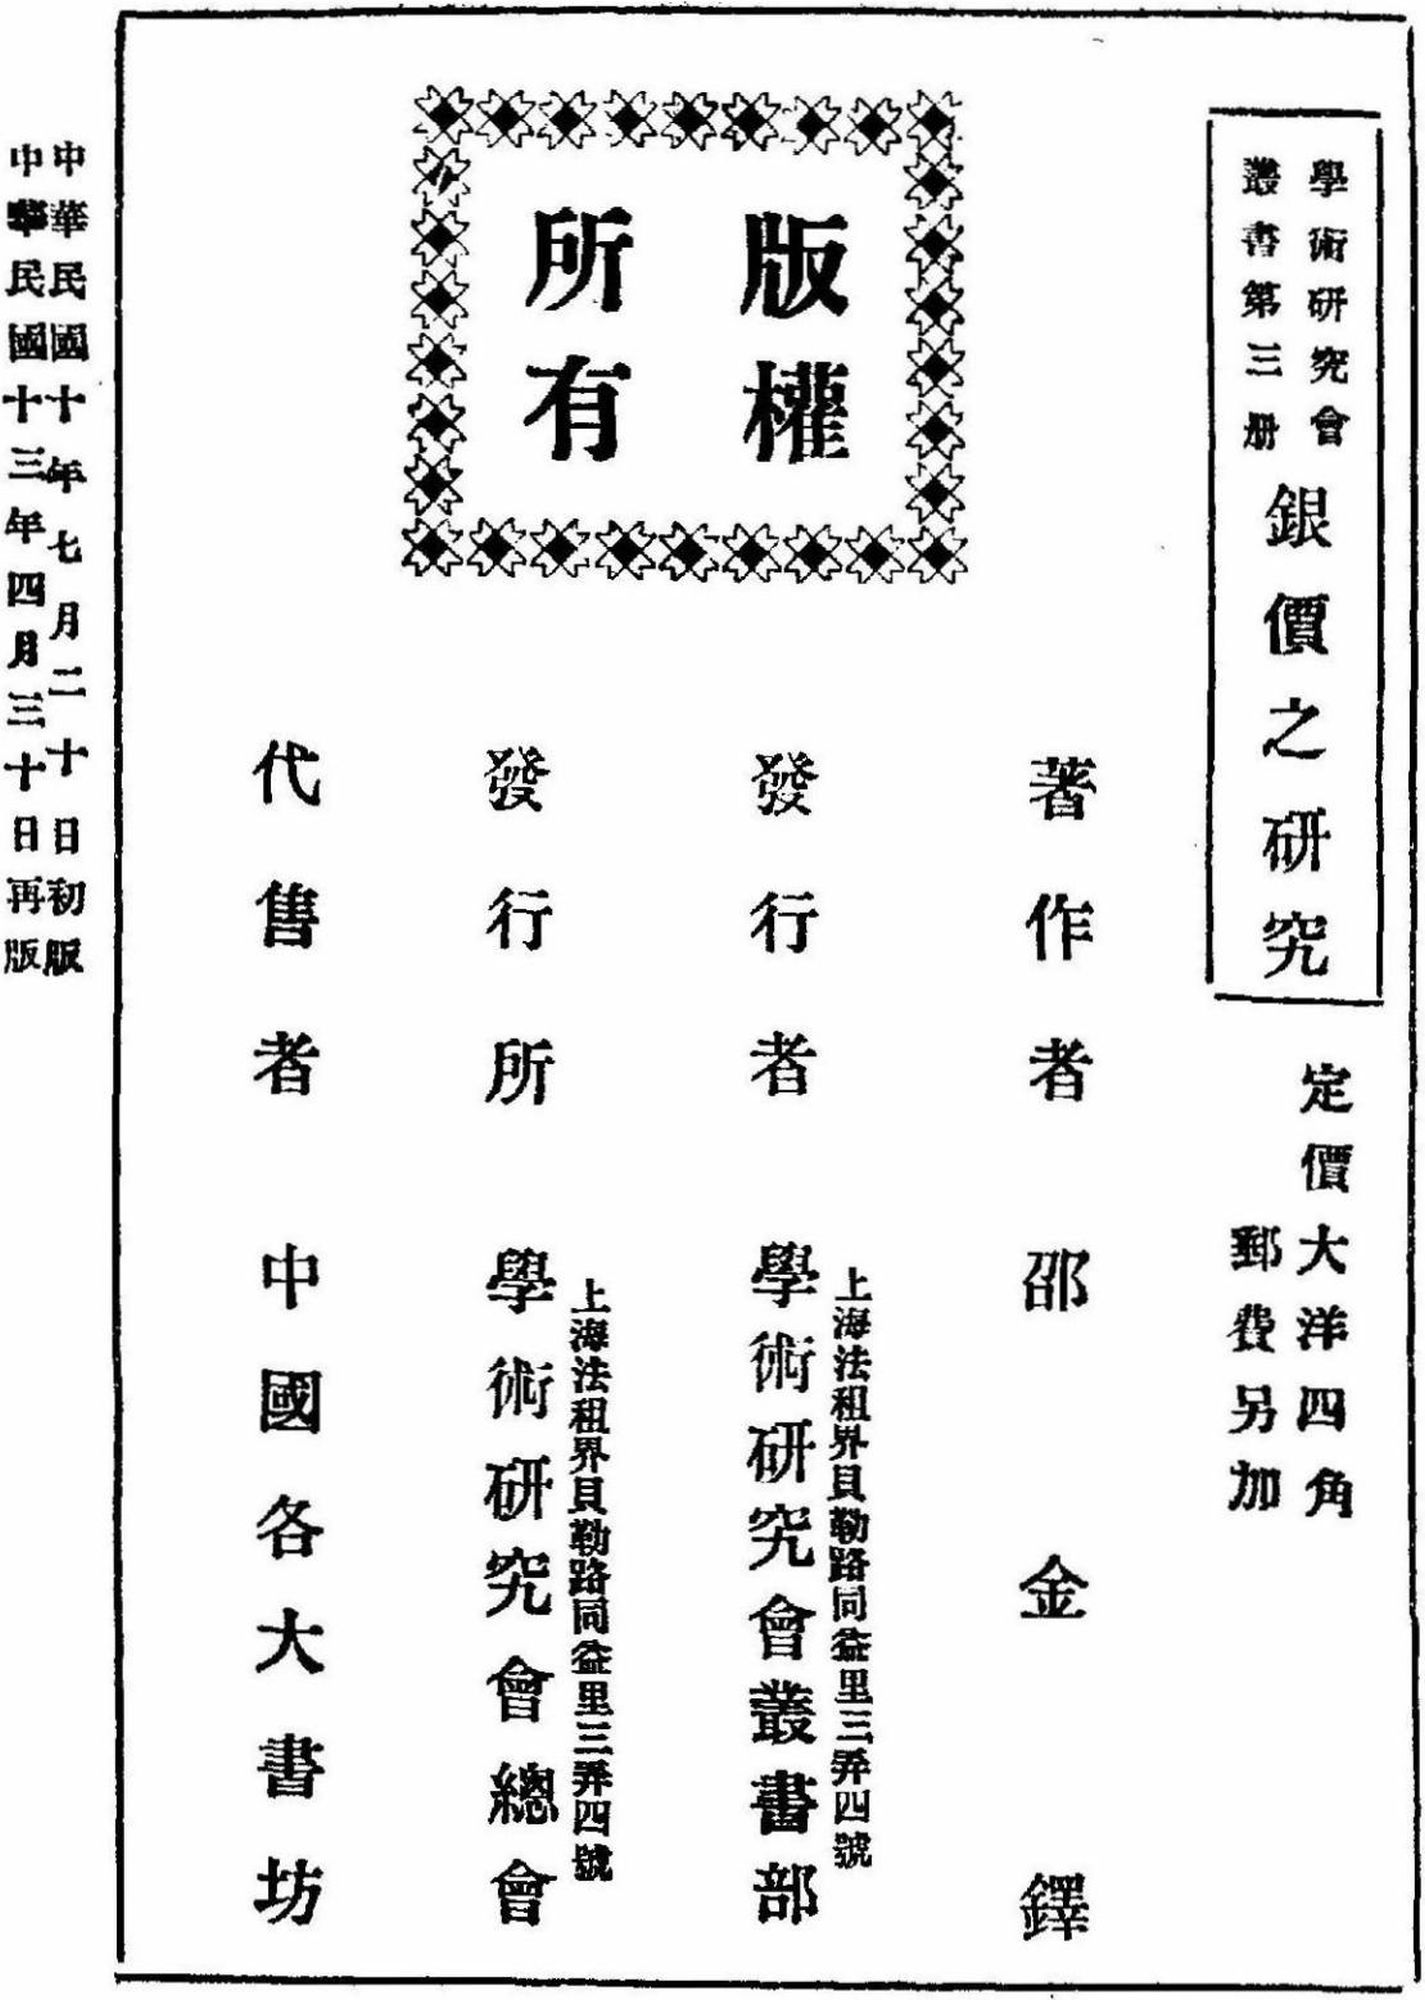 學術研究會
叢書第三册
銀價之研究
定價大洋四角
郵費另加
版權
所有
著作者 邵金鐸
發行者 上海法租界貝勒路同益里三弄四號
學術研究會叢書部
發行所 上海法租界貝勒路同益里三弄四號
學術研究會總會
代售者 中國各大書坊
中華民國十年七月二十日初版
中華民國十三年四月三十日再版